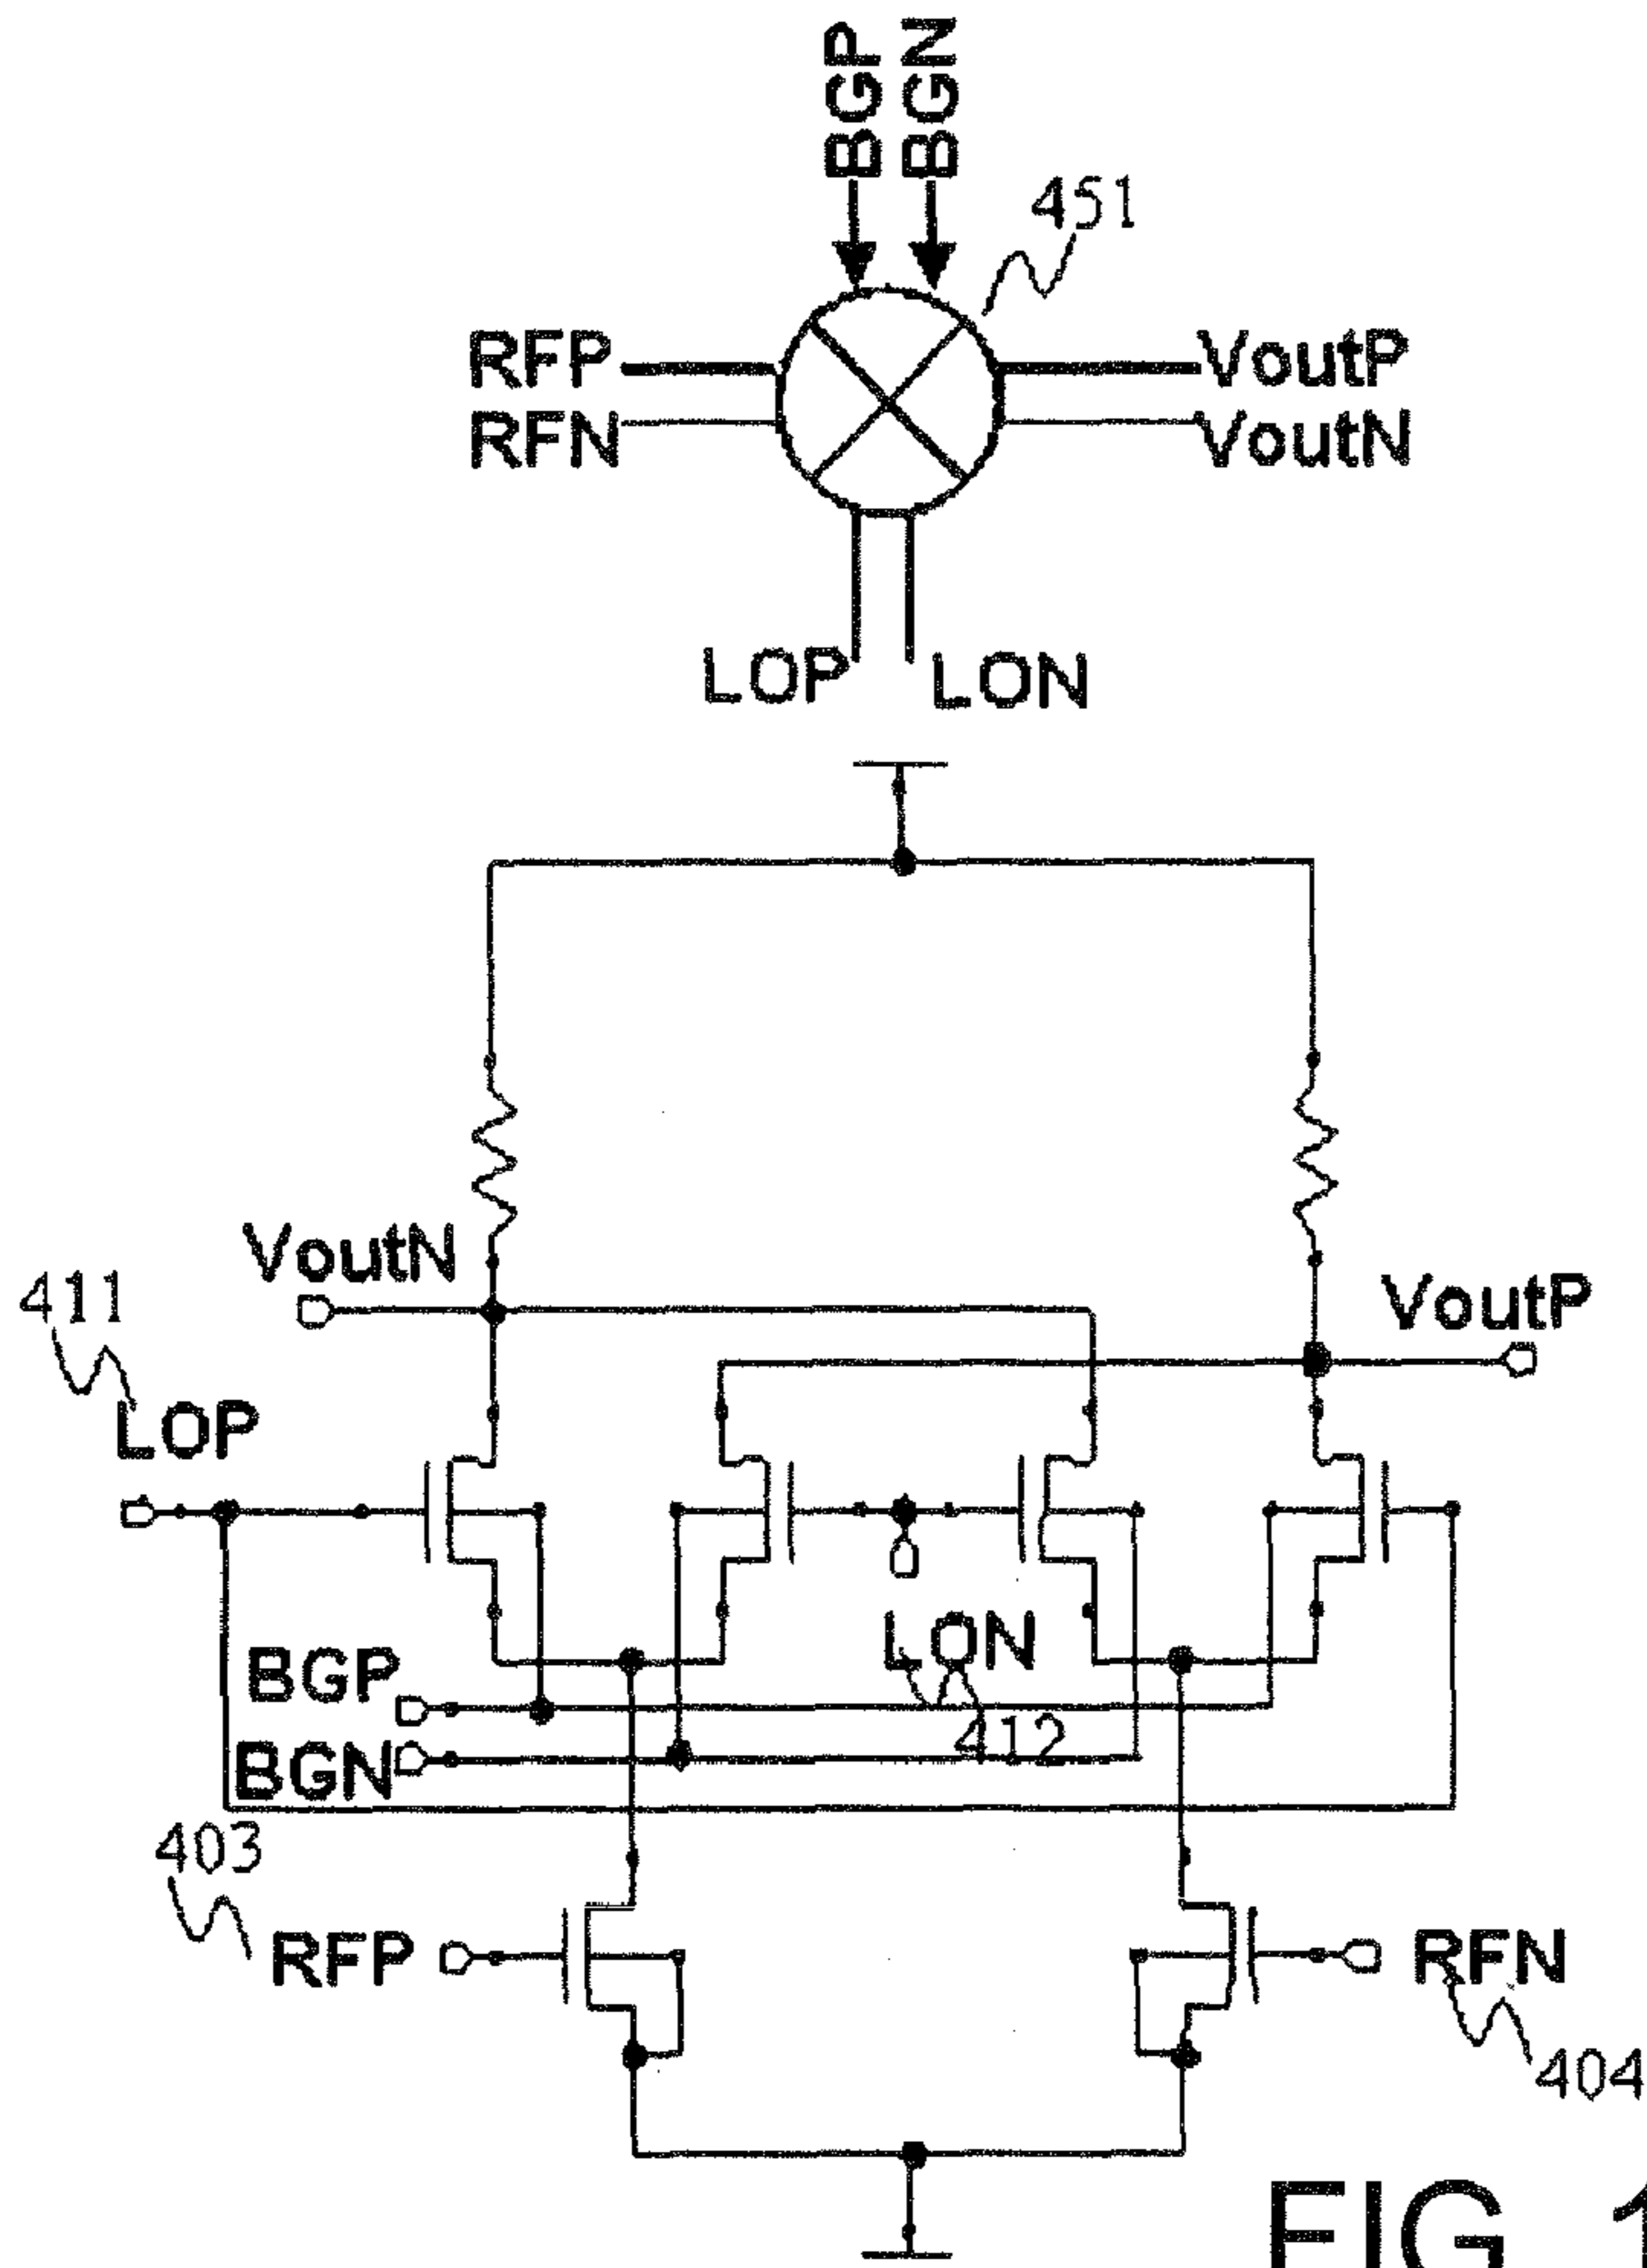 BGP
BGN
451
RFP
RFN
VoutP
VoutN
LOP
LON
VoutN
411
VoutP
LOP
LON
BGP
412
BGN
403
RFP
RFN
404
FIG. 1